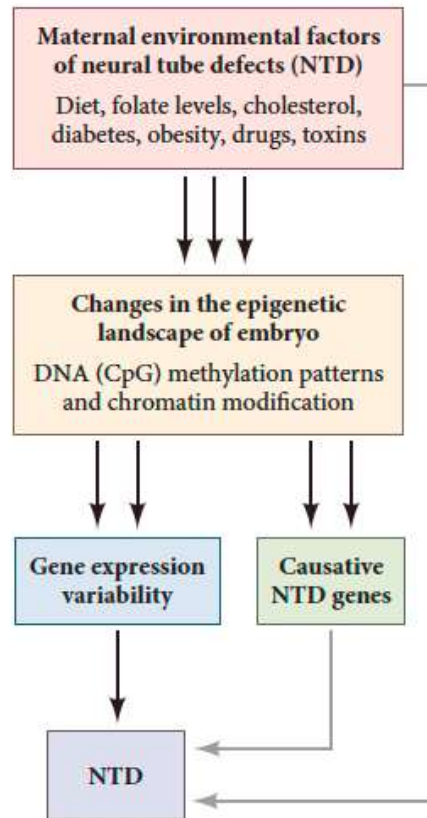 Maternal environmental factors
of neural tube defects (NTD)
Diet, folate levels, cholesterol,
diabetes, obesity, drugs, toxins
Changes in the epigenetic
landscape of embryo
DNA (CpG) methylation patterns
and chromatin modification
Gene expression
variability
Causative
NTD genes
NTD